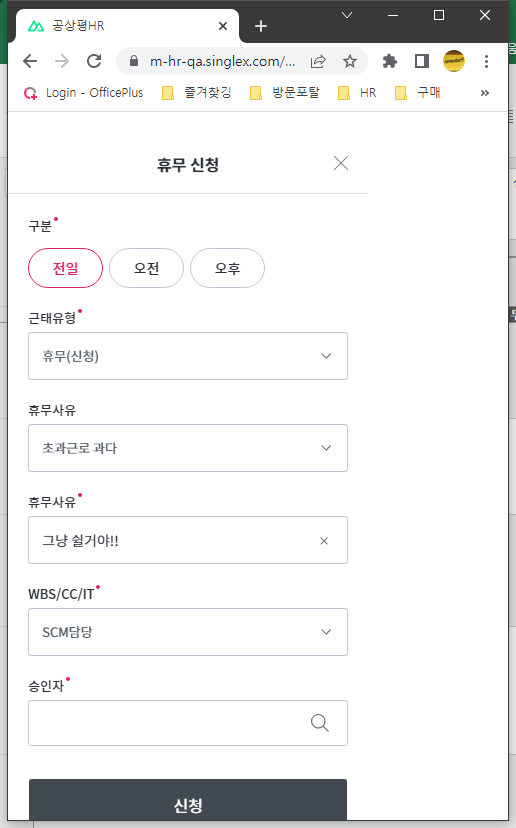 공상평HR
m-hr-qa.singlex.com/...
Login - OfficePlus 즐겨찾깅 방문포탈 HR 구매 »
휴무 신청
구분
전일 오전 오후
근태유형
휴무(신청)
휴무사유
초과근로 과다
휴무사유
그냥 쉴거야!!
WBS/CC/IT
SCM담당
승인자
신청